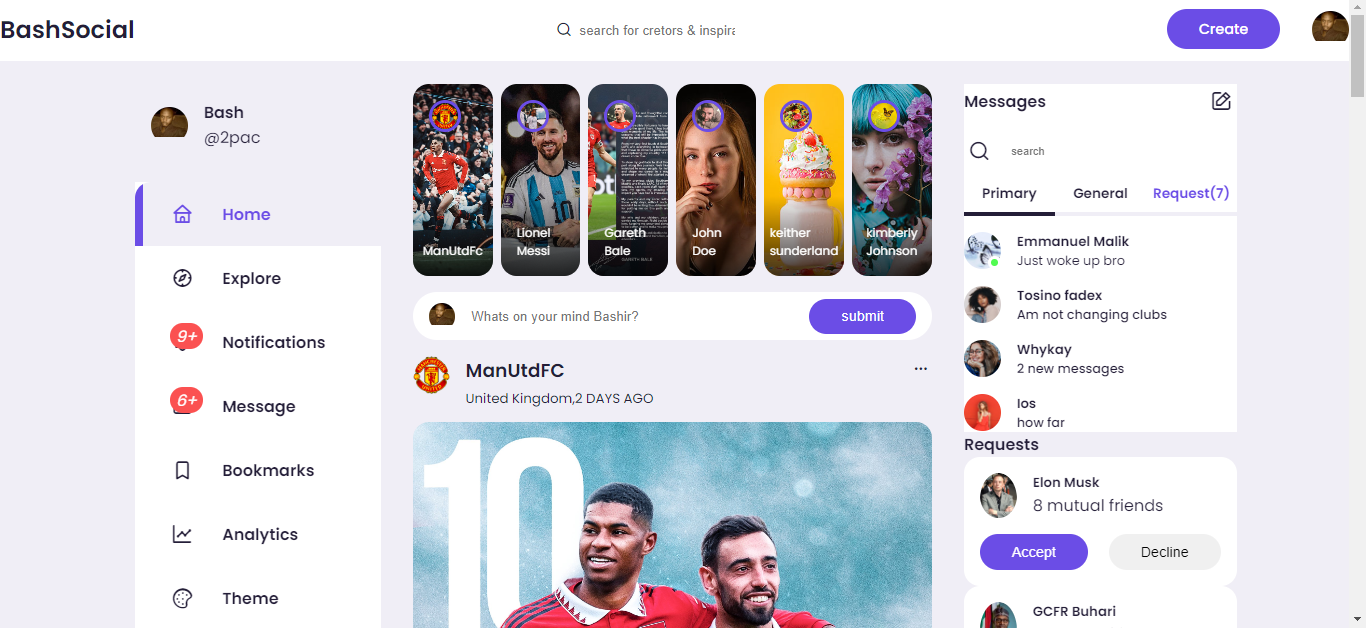 BashSocial
search for cretors & inspira
Create
Bash
@2pac
Home
Explore
9+
Notifications
6+
Message
Bookmarks
Analytics
Theme
ManUtdFc
Lionel
Messi
Gareth
Bale
GARETH BALE
John
Doe
keither
sunderland
kimberly
Johnson
Whats on your mind Bashir?
submit
ManUtdFC
United Kingdom,2 DAYS AGO
10
Messages
search
Primary
General
Request(7)
Emmanuel Malik
Just woke up bro
Tosino fadex
Am not changing clubs
Whykay
2 new messages
Ios
how far
Requests
Elon Musk
8 mutual friends
Accept
Decline
GCFR Buhari